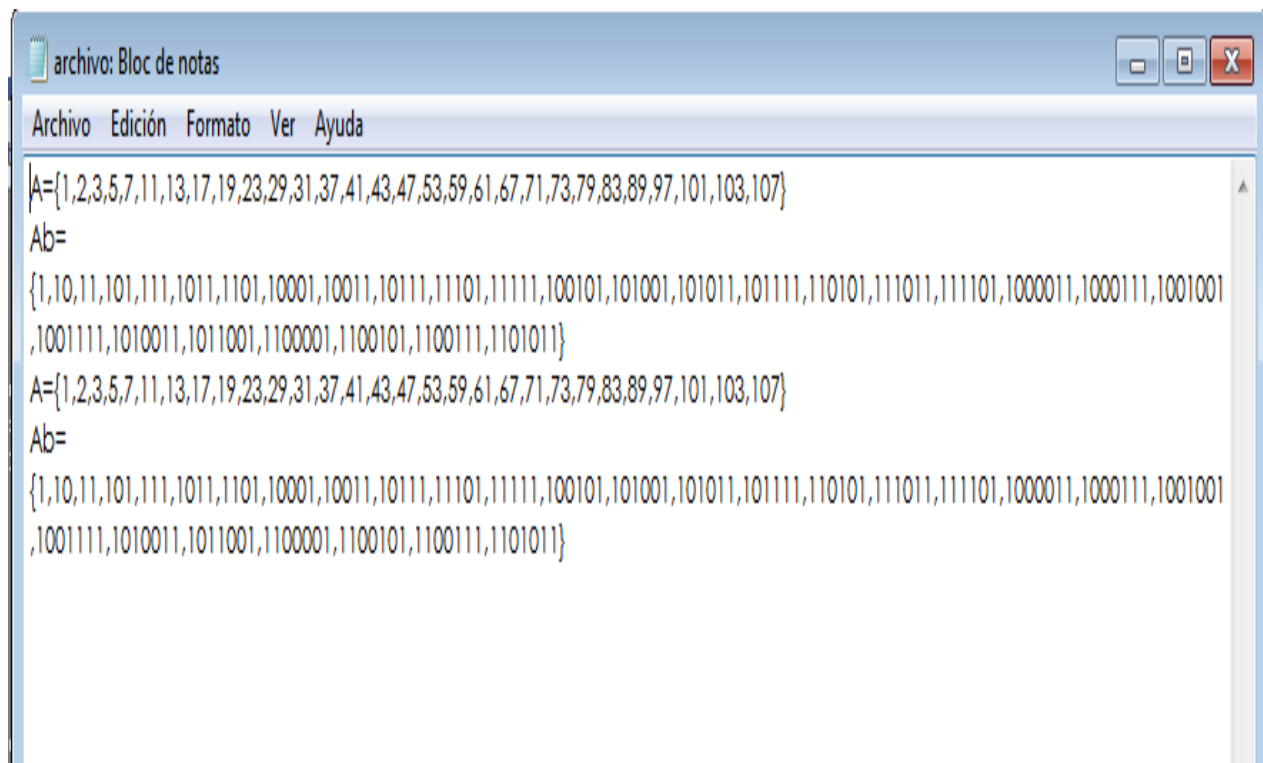 archivo: Bloc de notas
Archivo Edición Formato Ver Ayuda
A={1,2,3,5,7,11,13,17,19,23,29,31,37,41,43,47,53,59,61,67,71,73,79,83,89,97,101,103,107}
Ab=
{1,10,11,101,111,1011,1101,10001,10011,10111,11101,11111,100101,101001,101011,101111,110101,111011,111101,1000011,1000111,1001001
,1001111,1010011,1011001,1100001,1100101,1100111,1101011}
A={1,2,3,5,7,11,13,17,19,23,29,31,37,41,43,47,53,59,61,67,71,73,79,83,89,97,101,103,107}
Ab=
{1,10,11,101,111,1011,1101,10001,10011,10111,11101,11111,100101,101001,101011,101111,110101,111011,111101,1000011,1000111,1001001
,1001111,1010011,1011001,1100001,1100101,1100111,1101011}